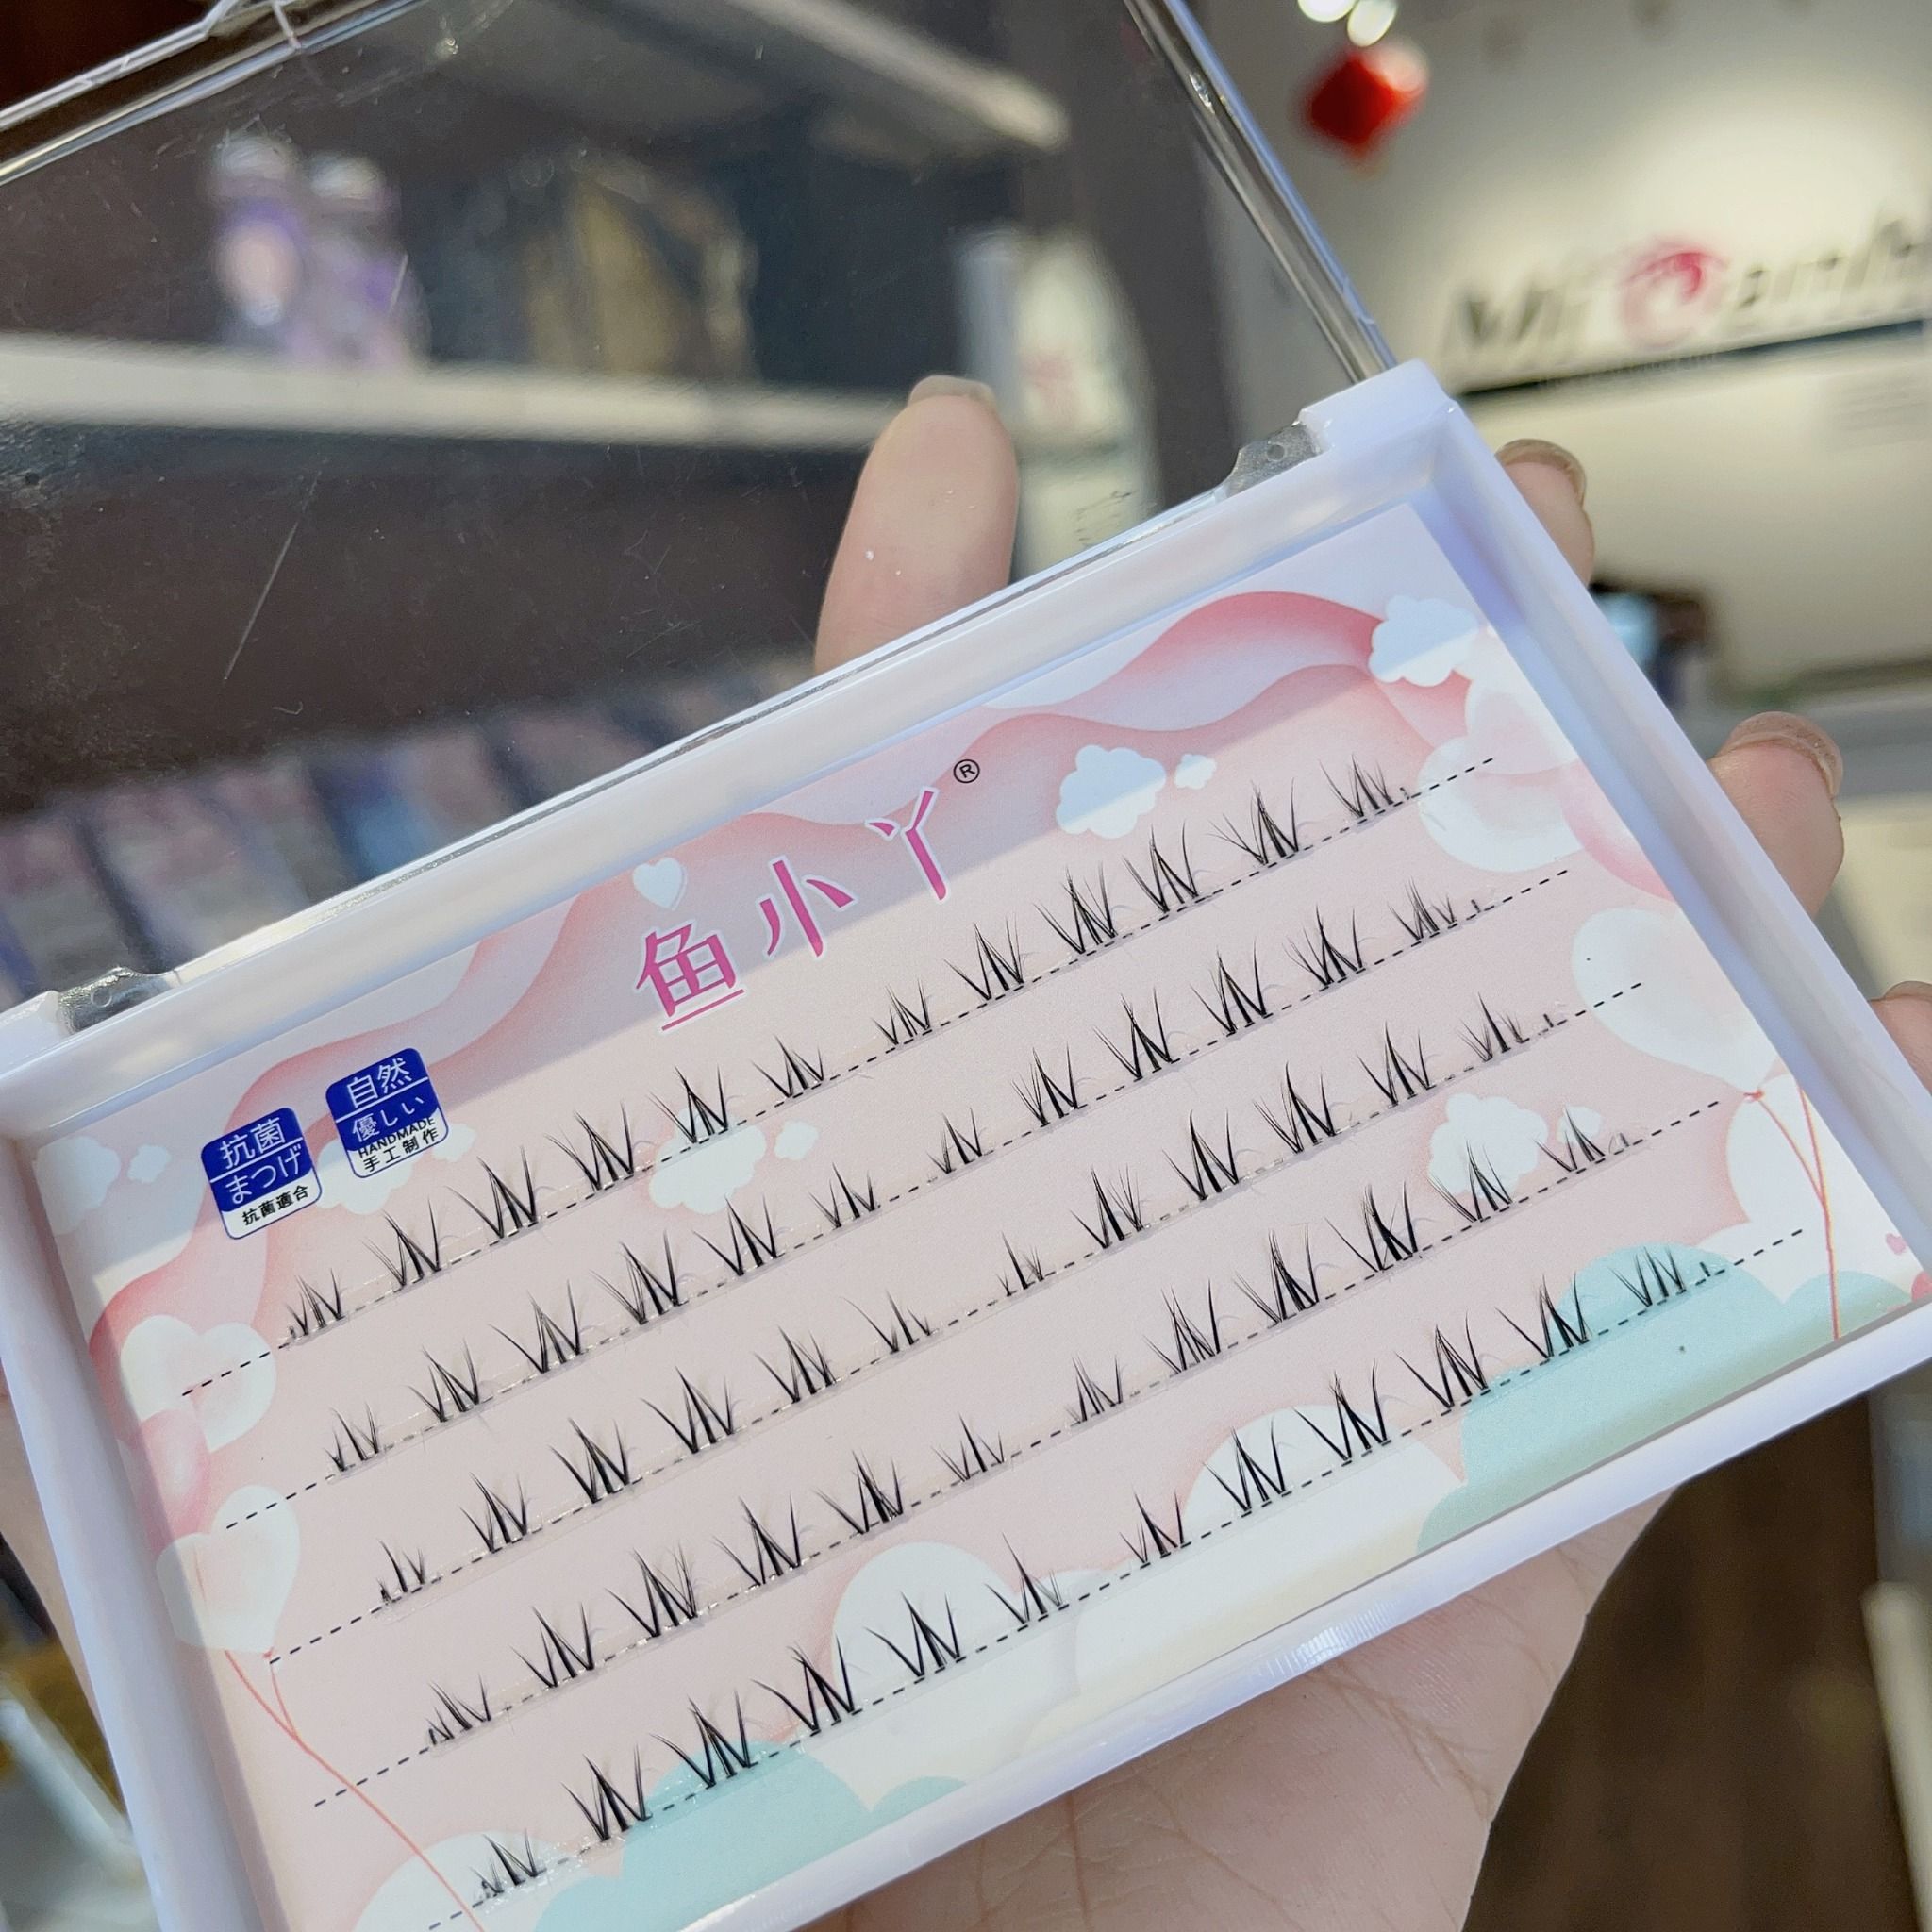 鱼小丫®
抗菌
まつげ
抗菌適合
自然
優しい
HANDMADE
手工制作